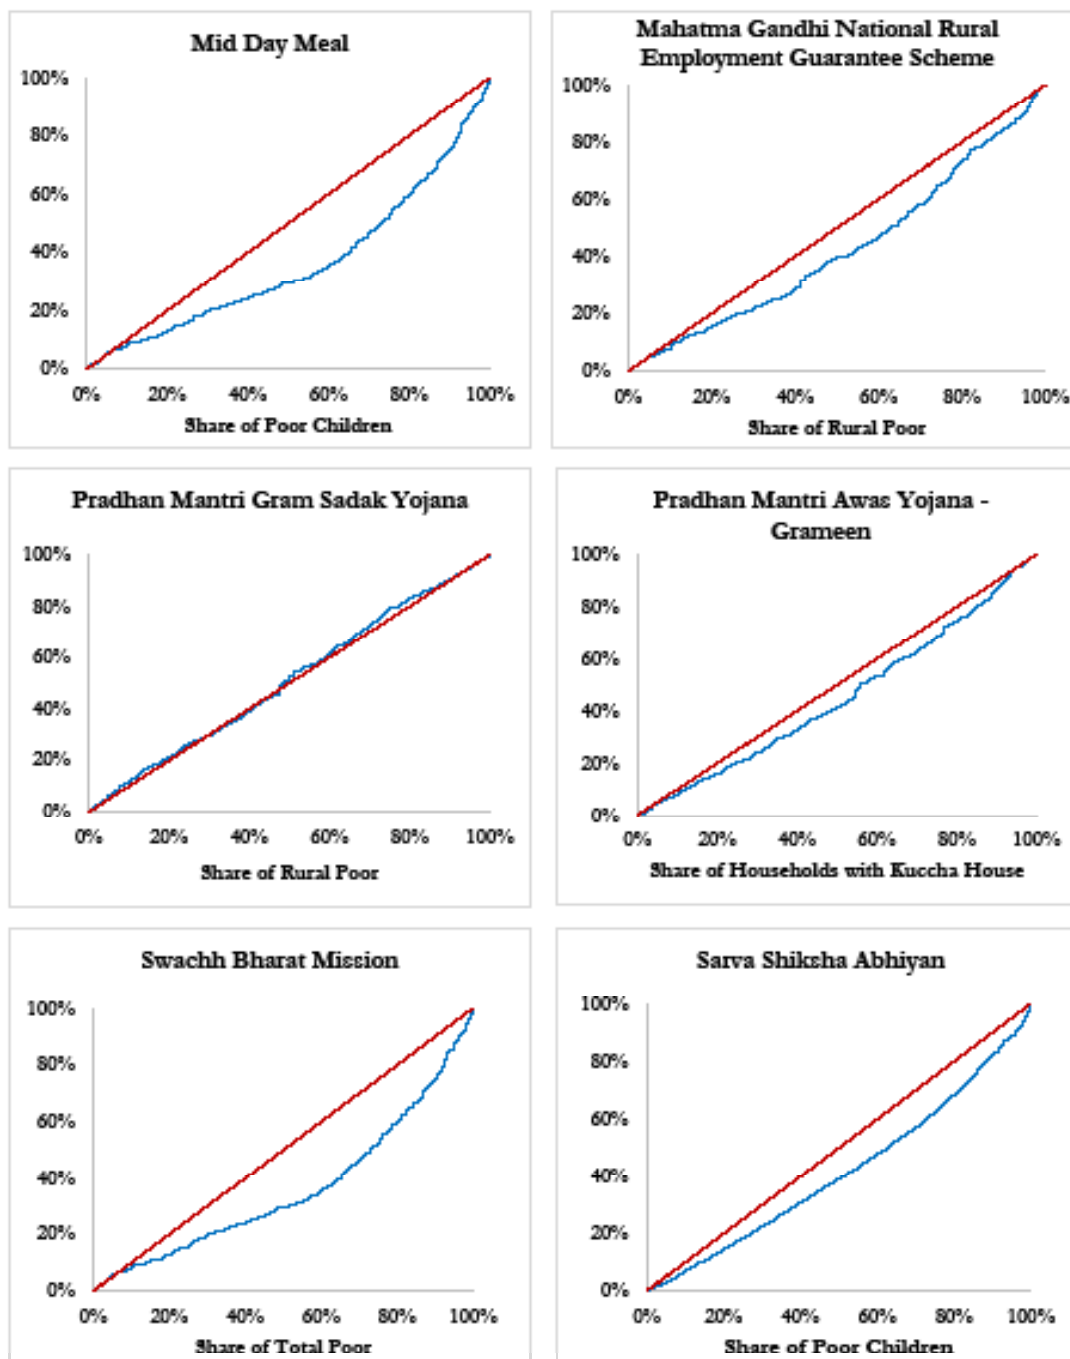 Mid Day Meal
100%
80%
60%
40%
20%
0%
0% 20% 40% 60% 80% 100%
Share of Poor Children
Mahatma Gandhi National Rural
Employment Guarantee Scheme
100%
80%
60%
40%
20%
0%
0% 20% 40% 60% 80% 100%
Share of Rural Poor
Pradhan Mantri Gram Sadak Yojana
100%
80%
60%
40%
20%
0%
0% 20% 40% 60% 80% 100%
Share of Rural Poor
Pradhan Mantri Awas Yojana -
Grameen
100%
80%
60%
40%
20%
0%
0% 20% 40% 60% 80% 100%
Share of Households with Kuccha House
Swachh Bharat Mission
100%
80%
60%
40%
20%
0%
0% 20% 40% 60% 80% 100%
Share of Total Poor
Sarva Shiksha Abhiyan
100%
80%
60%
40%
20%
0%
0% 20% 40% 60% 80% 100%
Share of Poor Children